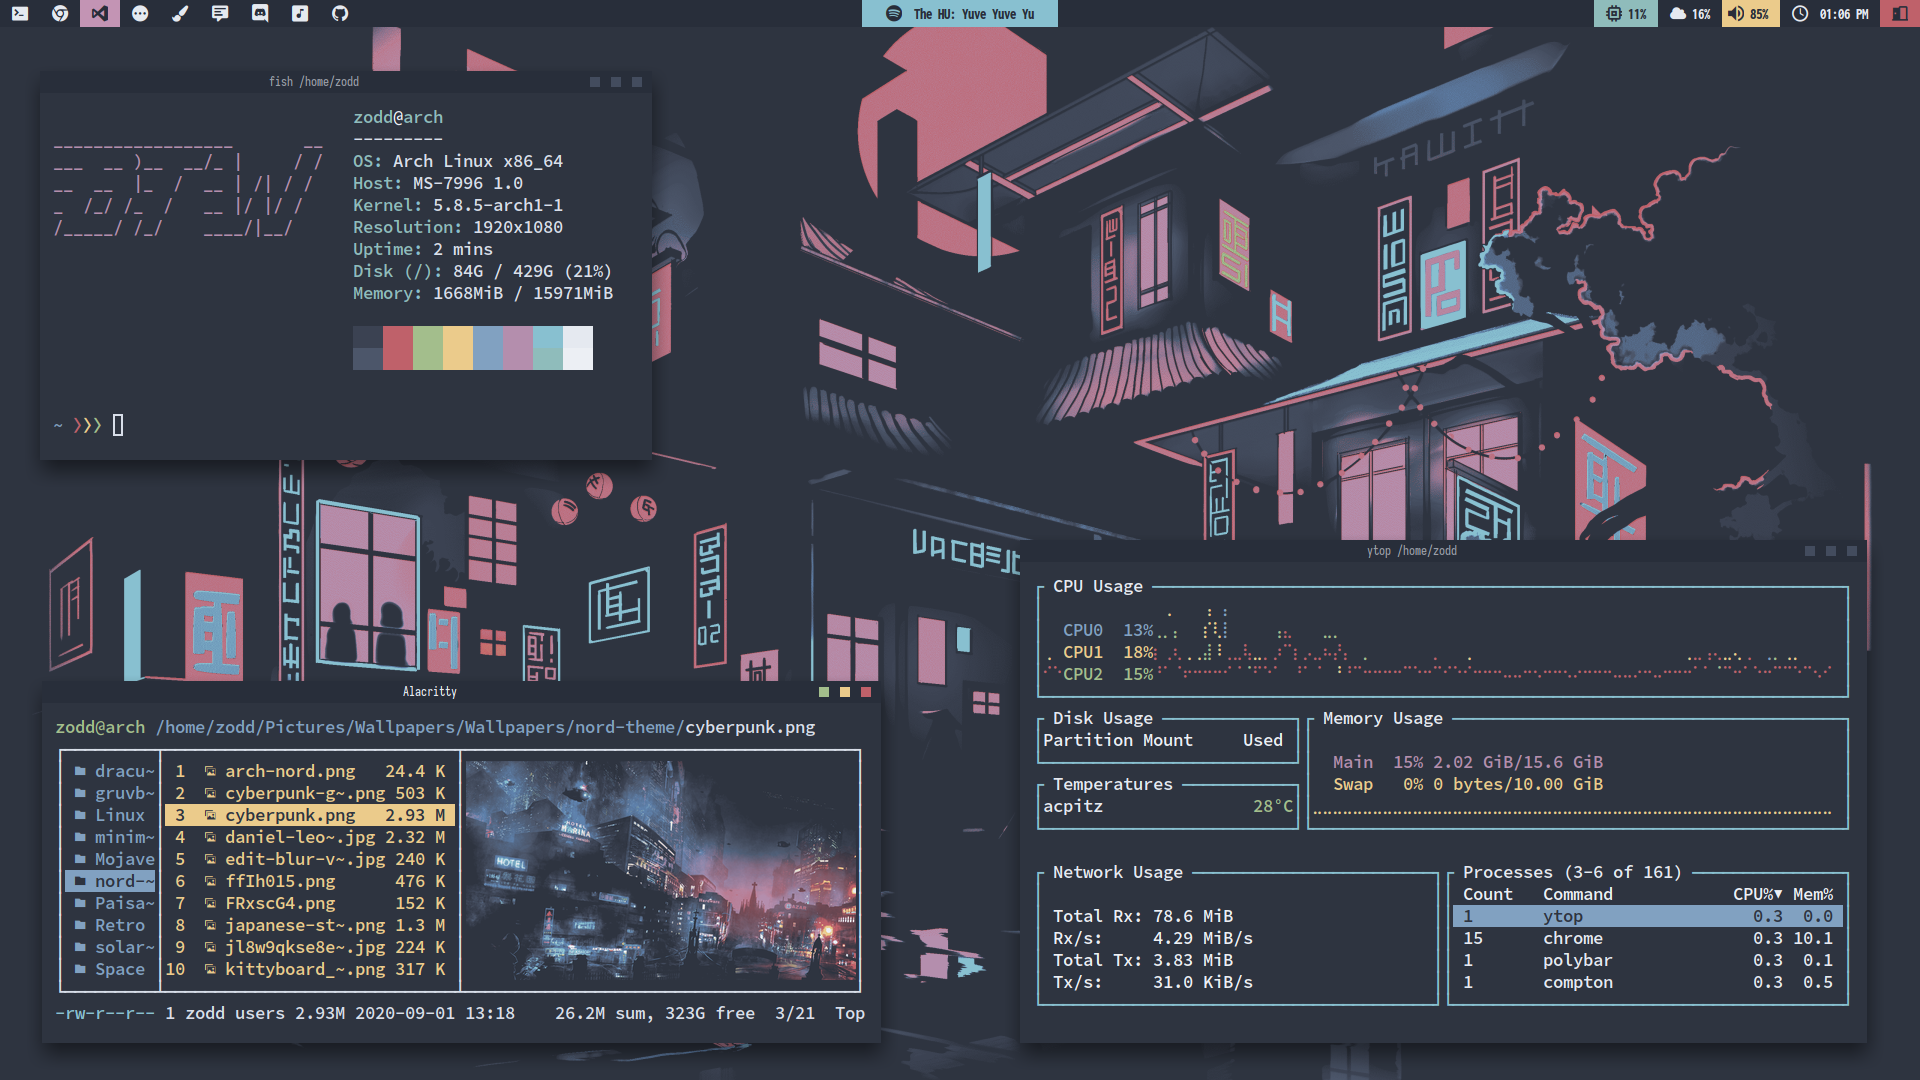 The HU: Yuve Yuve Yu
11%
16%
85%
01:06 PM
fish /home/zodd
zodd@arch
---------
OS: Arch Linux x86_64
Host: MS-7996 1.0
Kernel: 5.8.5-arch1-1
Resolution: 1920x1080
Uptime: 2 mins
Disk (/): 84G / 429G (21%)
Memory: 1668MiB / 15971MiB
~ ❯❯❯
KAWITT
Alacritty
zodd@arch /home/zodd/Pictures/Wallpapers/Wallpapers/nord-theme/cyberpunk.png
dracu~ 1 arch-nord.png 24.4 K
gruvb~ 2 cyberpunk-g~.png 503 K
Linux 3 cyberpunk.png 2.93 M
minim~ 4 daniel-leo~.jpg 2.32 M
Mojave 5 edit-blur-v~.jpg 240 K
nord-~ 6 ffIh015.png 476 K
Paisa~ 7 FRxscG4.png 152 K
Retro 8 japanese-st~.png 1.3 M
solar~ 9 jl8w9qkse8e~.jpg 224 K
Space 10 kittyboard_~.png 317 K
HOTEL MARINA
HOTEL
-rw-r--r-- 1 zodd users 2.93M 2020-09-01 13:18 26.2M sum, 323G free 3/21 Top
ytop /home/zodd
CPU Usage
CPU0 13%
CPU1 18%
CPU2 15%
Disk Usage
Partition Mount Used
Temperatures
acpitz 28°C
Memory Usage
Main 15% 2.02 GiB/15.6 GiB
Swap 0% 0 bytes/10.00 GiB
Network Usage
Total Rx: 78.6 MiB
Rx/s: 4.29 MiB/s
Total Tx: 3.83 MiB
Tx/s: 31.0 KiB/s
Processes (3-6 of 161)
Count Command CPU%▼ Mem%
1 ytop 0.3 0.0
15 chrome 0.3 10.1
1 polybar 0.3 0.1
1 compton 0.3 0.5